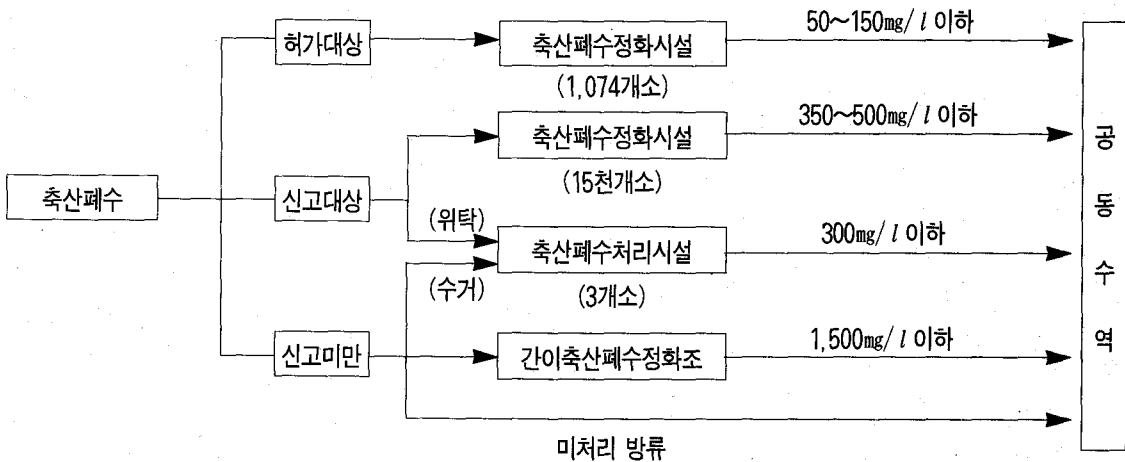 허가대상
축산폐수정화시설
(1,074개소)
50~150㎎/ l 이하
축산폐수
신고대상
축산폐수정화시설
(15천개소)
350~500㎎/ l 이하
(위탁)
축산폐수처리시설
(3개소)
300㎎/ l 이하
(수거)
신고미만
간이축산폐수정화조
1,500㎎/ l 이하
미처리 방류
공
동
수
역